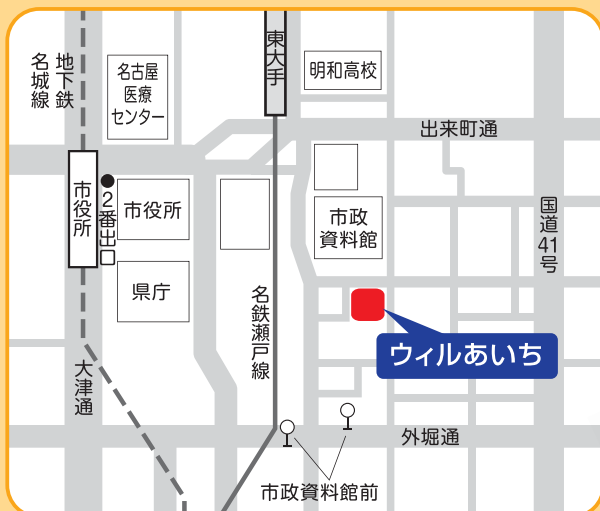 地下鉄
名城線
名古屋
医療
センター
東大手
明和高校
出来町通
市役所
2番出口
市役所
市政
資料館
国道41号
県庁
名鉄瀬戸線
ウィルあいち
大津通
外堀通
市政資料館前